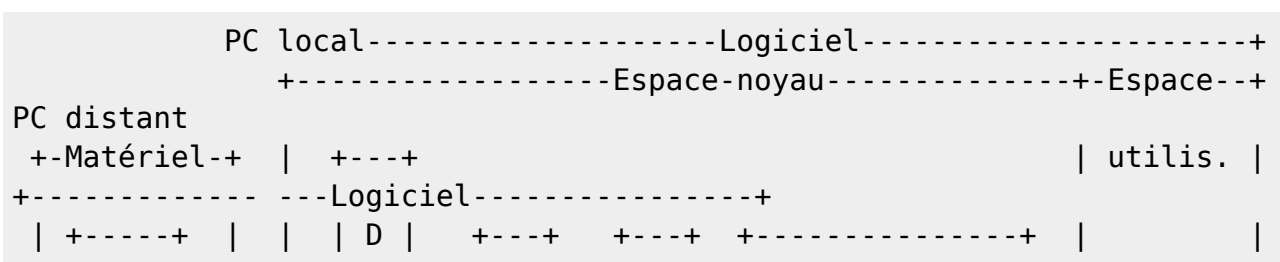 PC local--------------------Logiciel----------------------+
               +------------------Espace-noyau--------------+-Espace--+
PC distant
 +-Matériel-+  |  +---+                                     | utilis. |
+------------- ---Logiciel----------------+
 | +-----+  |  |  | D |   +---+   +---+  +---------------+  |         |